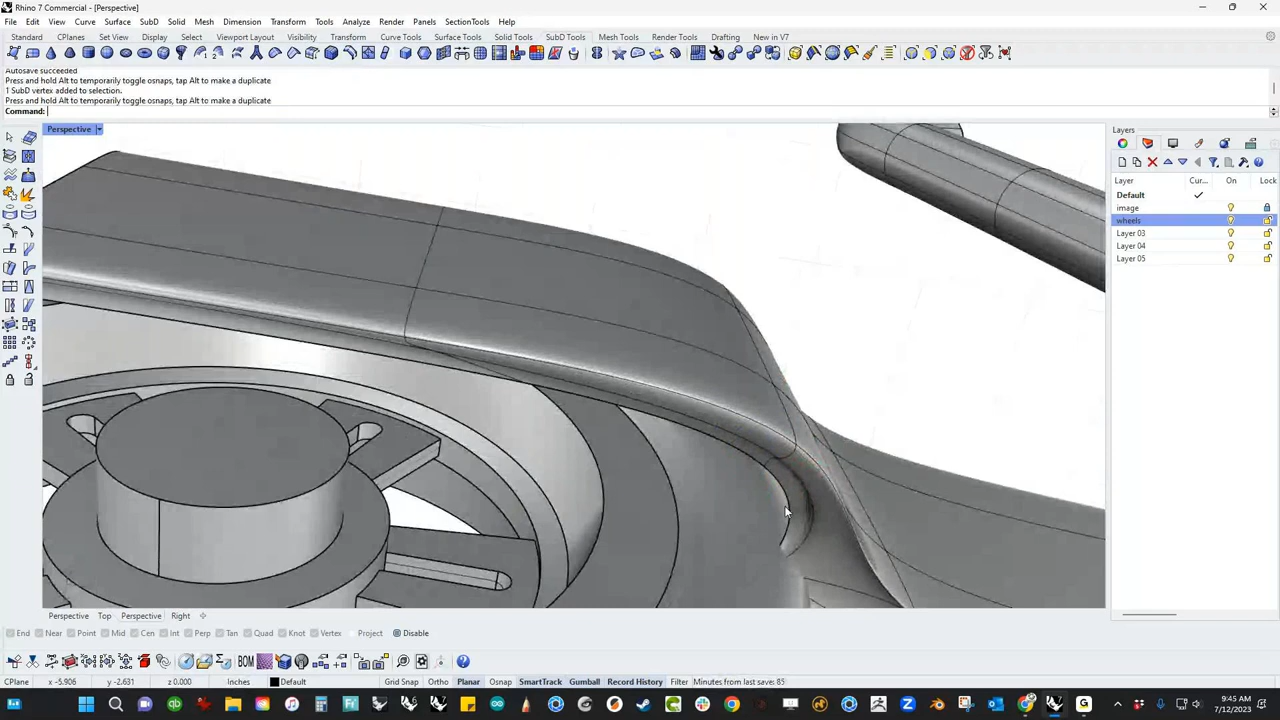 Rhino 7 Commercial - [Perspective]
File Edit View Curve Surface SubD Solid Mesh Dimension Transform Tools Analyze Render Panels SectionTools Help
Standard CPlanes Set View Display Select Viewport Layout Visibility Transform Curve Tools Surface Tools Solid Tools SubD Tools Mesh Tools Render Tools Drafting New in V7
Autosave succeeded
Press and hold Alt to temporarily toggle osnaps, tap Alt to make a duplicate
1 SubD vertex added to selection.
Press and hold Alt to temporarily toggle osnaps, tap Alt to make a duplicate
Command:
Perspective
Layers
Layer Cur... On Lock
Default
image
wheels
Layer 03
Layer 04
Layer 05
Perspective Top Perspective Right
End Near Point Mid Cen Int Perp Tan Quad Knot Vertex Project Disable
BOM
CPlane x -5.906 y -2.631 z 0.000 Inches Default Grid Snap Ortho Planar Osnap SmartTrack Gumball Record History Filter Minutes from last save: 85
9:45 AM
7/12/2023